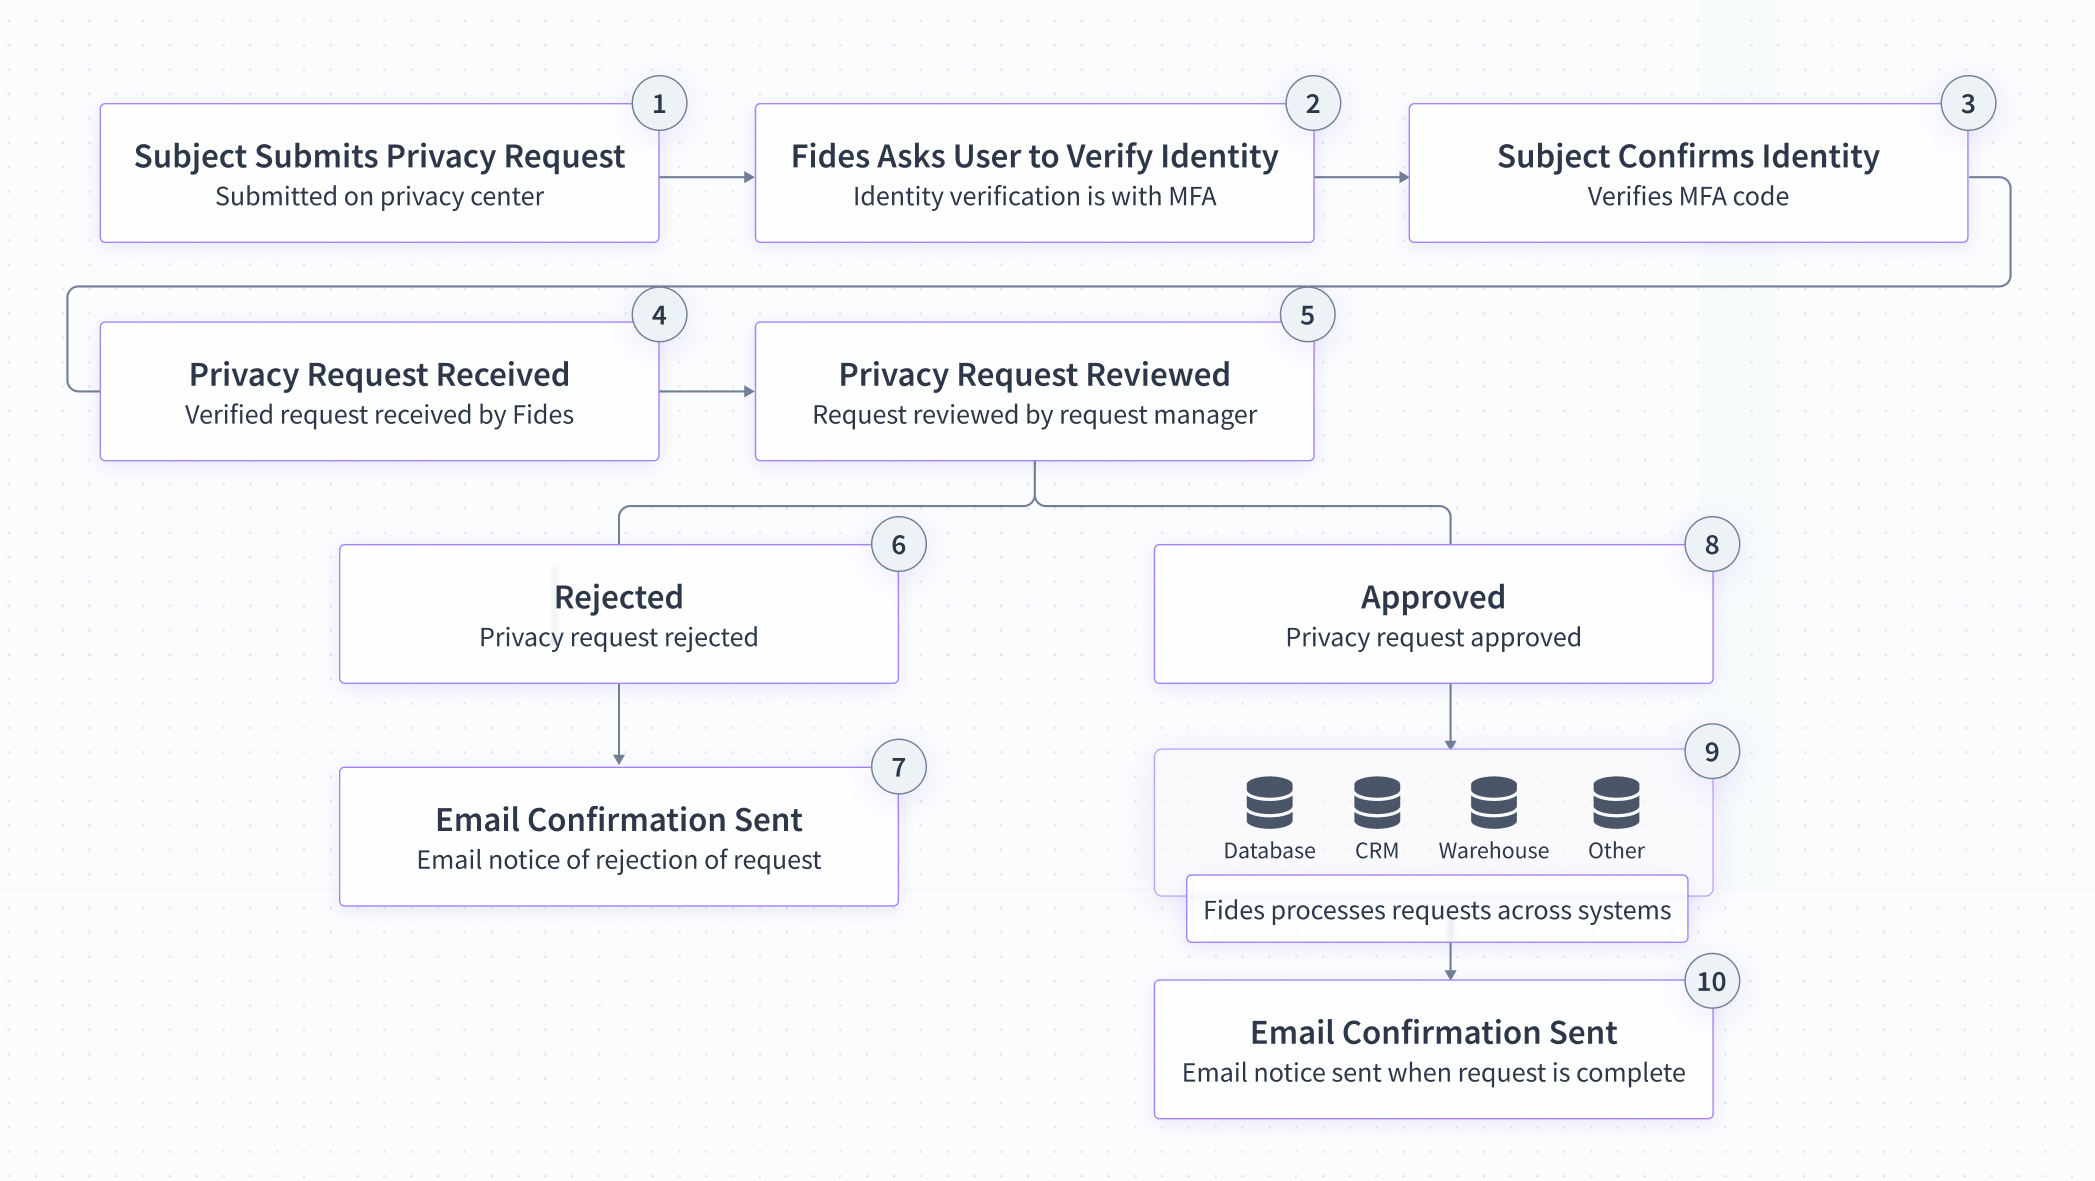 1
Subject Submits Privacy Request
Submitted on privacy center
2
Fides Asks User to Verify Identity
Identity verification is with MFA
3
Subject Confirms Identity
Verifies MFA code
4
Privacy Request Received
Verified request received by Fides
5
Privacy Request Reviewed
Request reviewed by request manager
6
Rejected
Privacy request rejected
7
Email Confirmation Sent
Email notice of rejection of request
8
Approved
Privacy request approved
9
Database CRM Warehouse Other
Fides processes requests across systems
10
Email Confirmation Sent
Email notice sent when request is complete